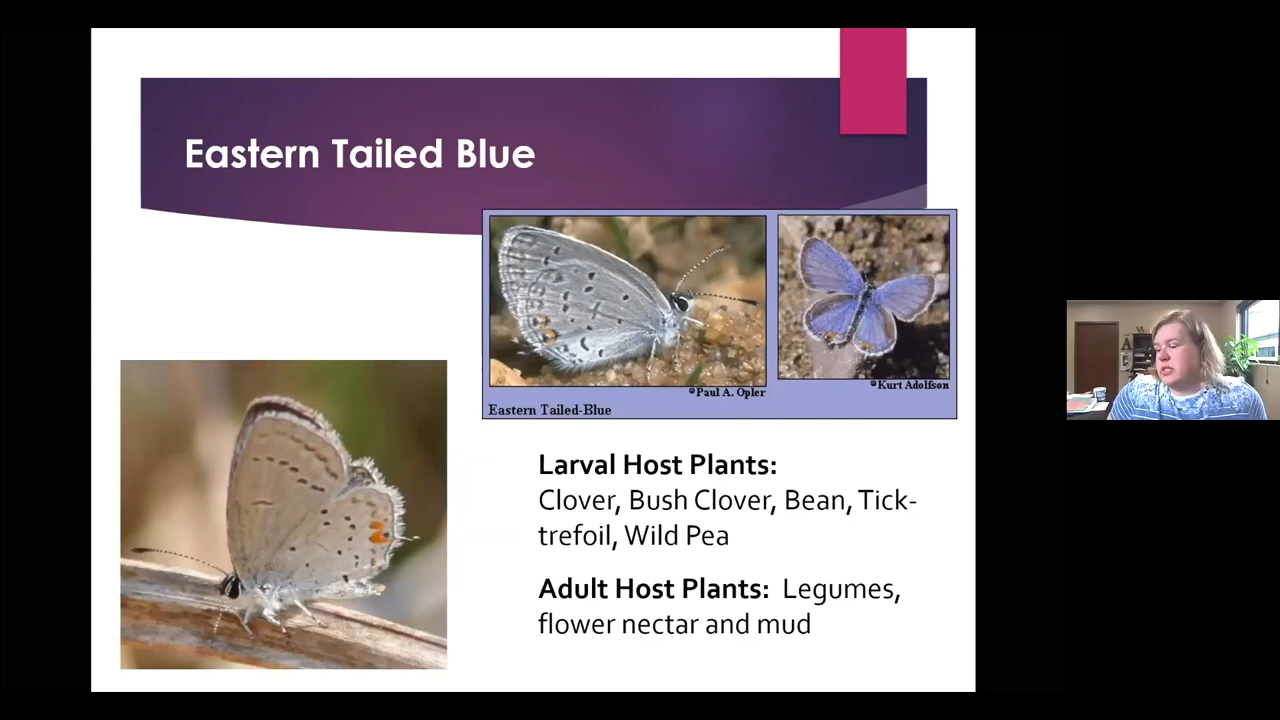 Eastern Tailed Blue
©Paul A. Opler
©Kurt Adolfson
Eastern Tailed-Blue
Larval Host Plants:
Clover, Bush Clover, Bean, Tick-
trefoil, Wild Pea
Adult Host Plants: Legumes,
flower nectar and mud